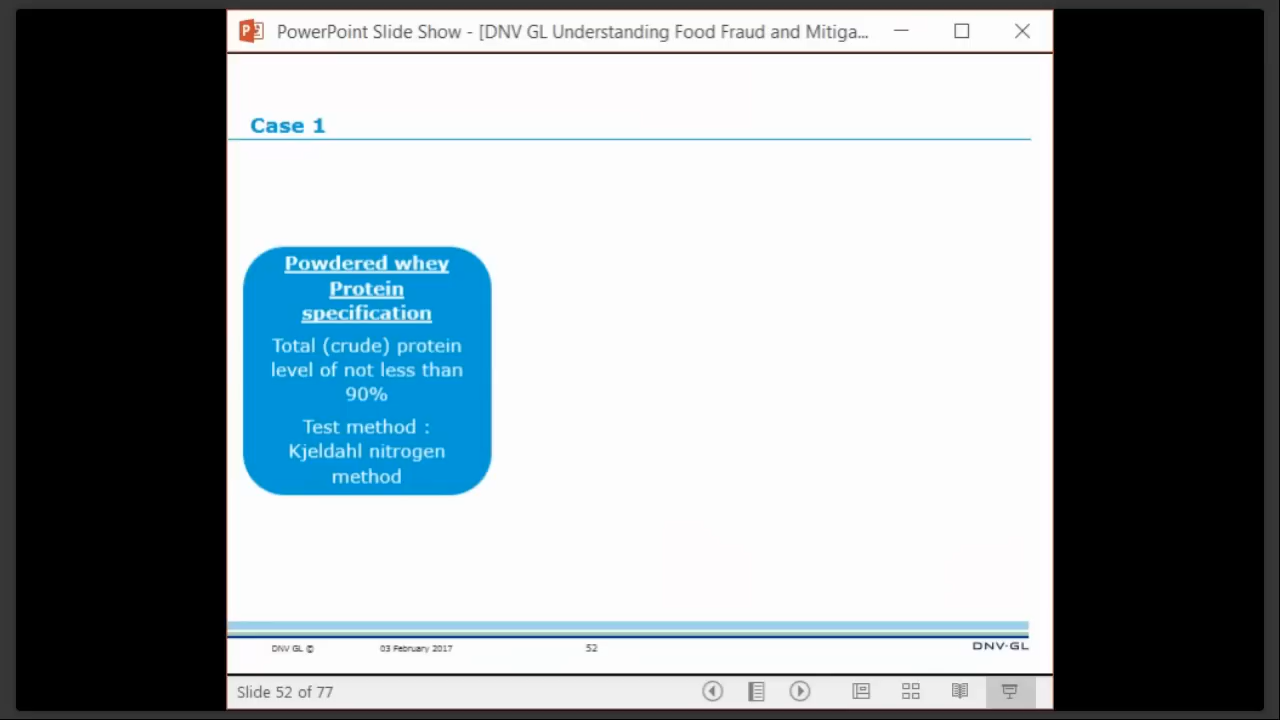 PowerPoint Slide Show - [DNV GL Understanding Food Fraud and Mitiga...
Case 1
Powdered whey
Protein
specification
Total (crude) protein
level of not less than
90%
Test method :
Kjeldahl nitrogen
method
DNV GL © 03 February 2017 52 DNV·GL
Slide 52 of 77